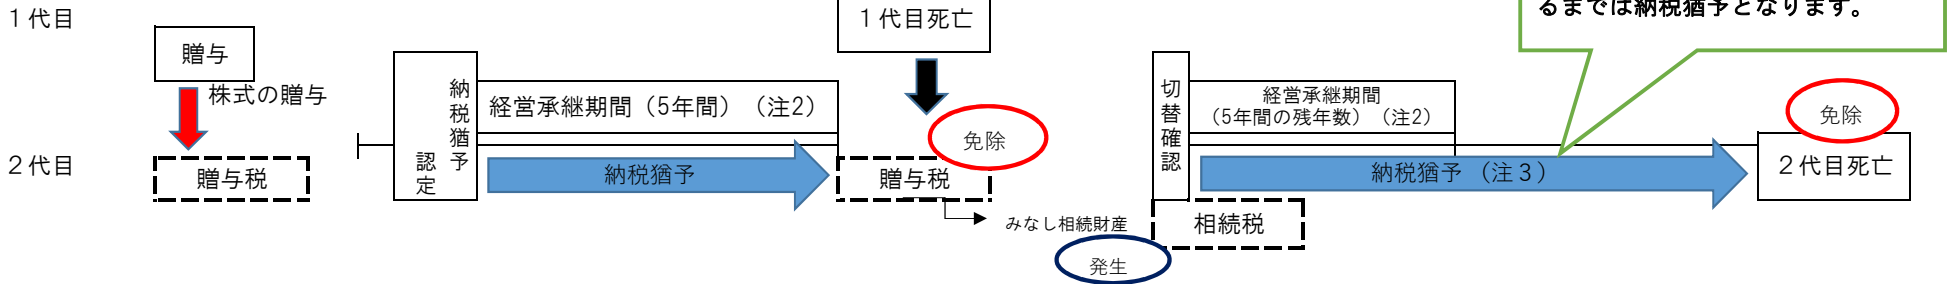 １代目
１代目死亡
るまでは納税猶予となります。
贈与
株式の贈与
納税猶予
認定
経営承継期間（5年間）（注2）
切替確認
経営承継期間
（5年間の残年数）（注2）
免除
免除
２代目
贈与税
納税猶予
贈与税
納税猶予（注３）
２代目死亡
みなし相続財産
相続税
発生